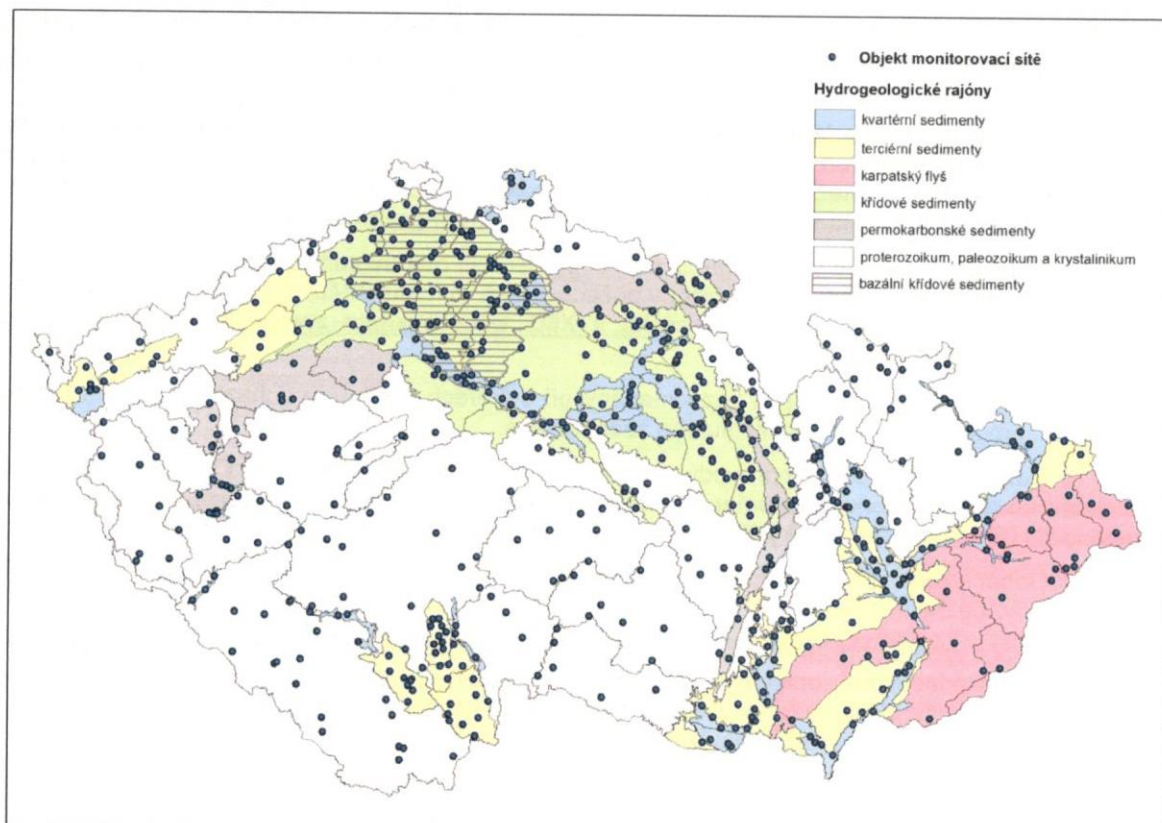 Objekt monitorovací sítě
Hydrogeologické rajóny
kvartérní sedimenty
terciérní sedimenty
karpatský flyš
křídové sedimenty
permokarbonské sedimenty
proterozoikum, paleozoikum a krystalinikum
bazální křídové sedimenty